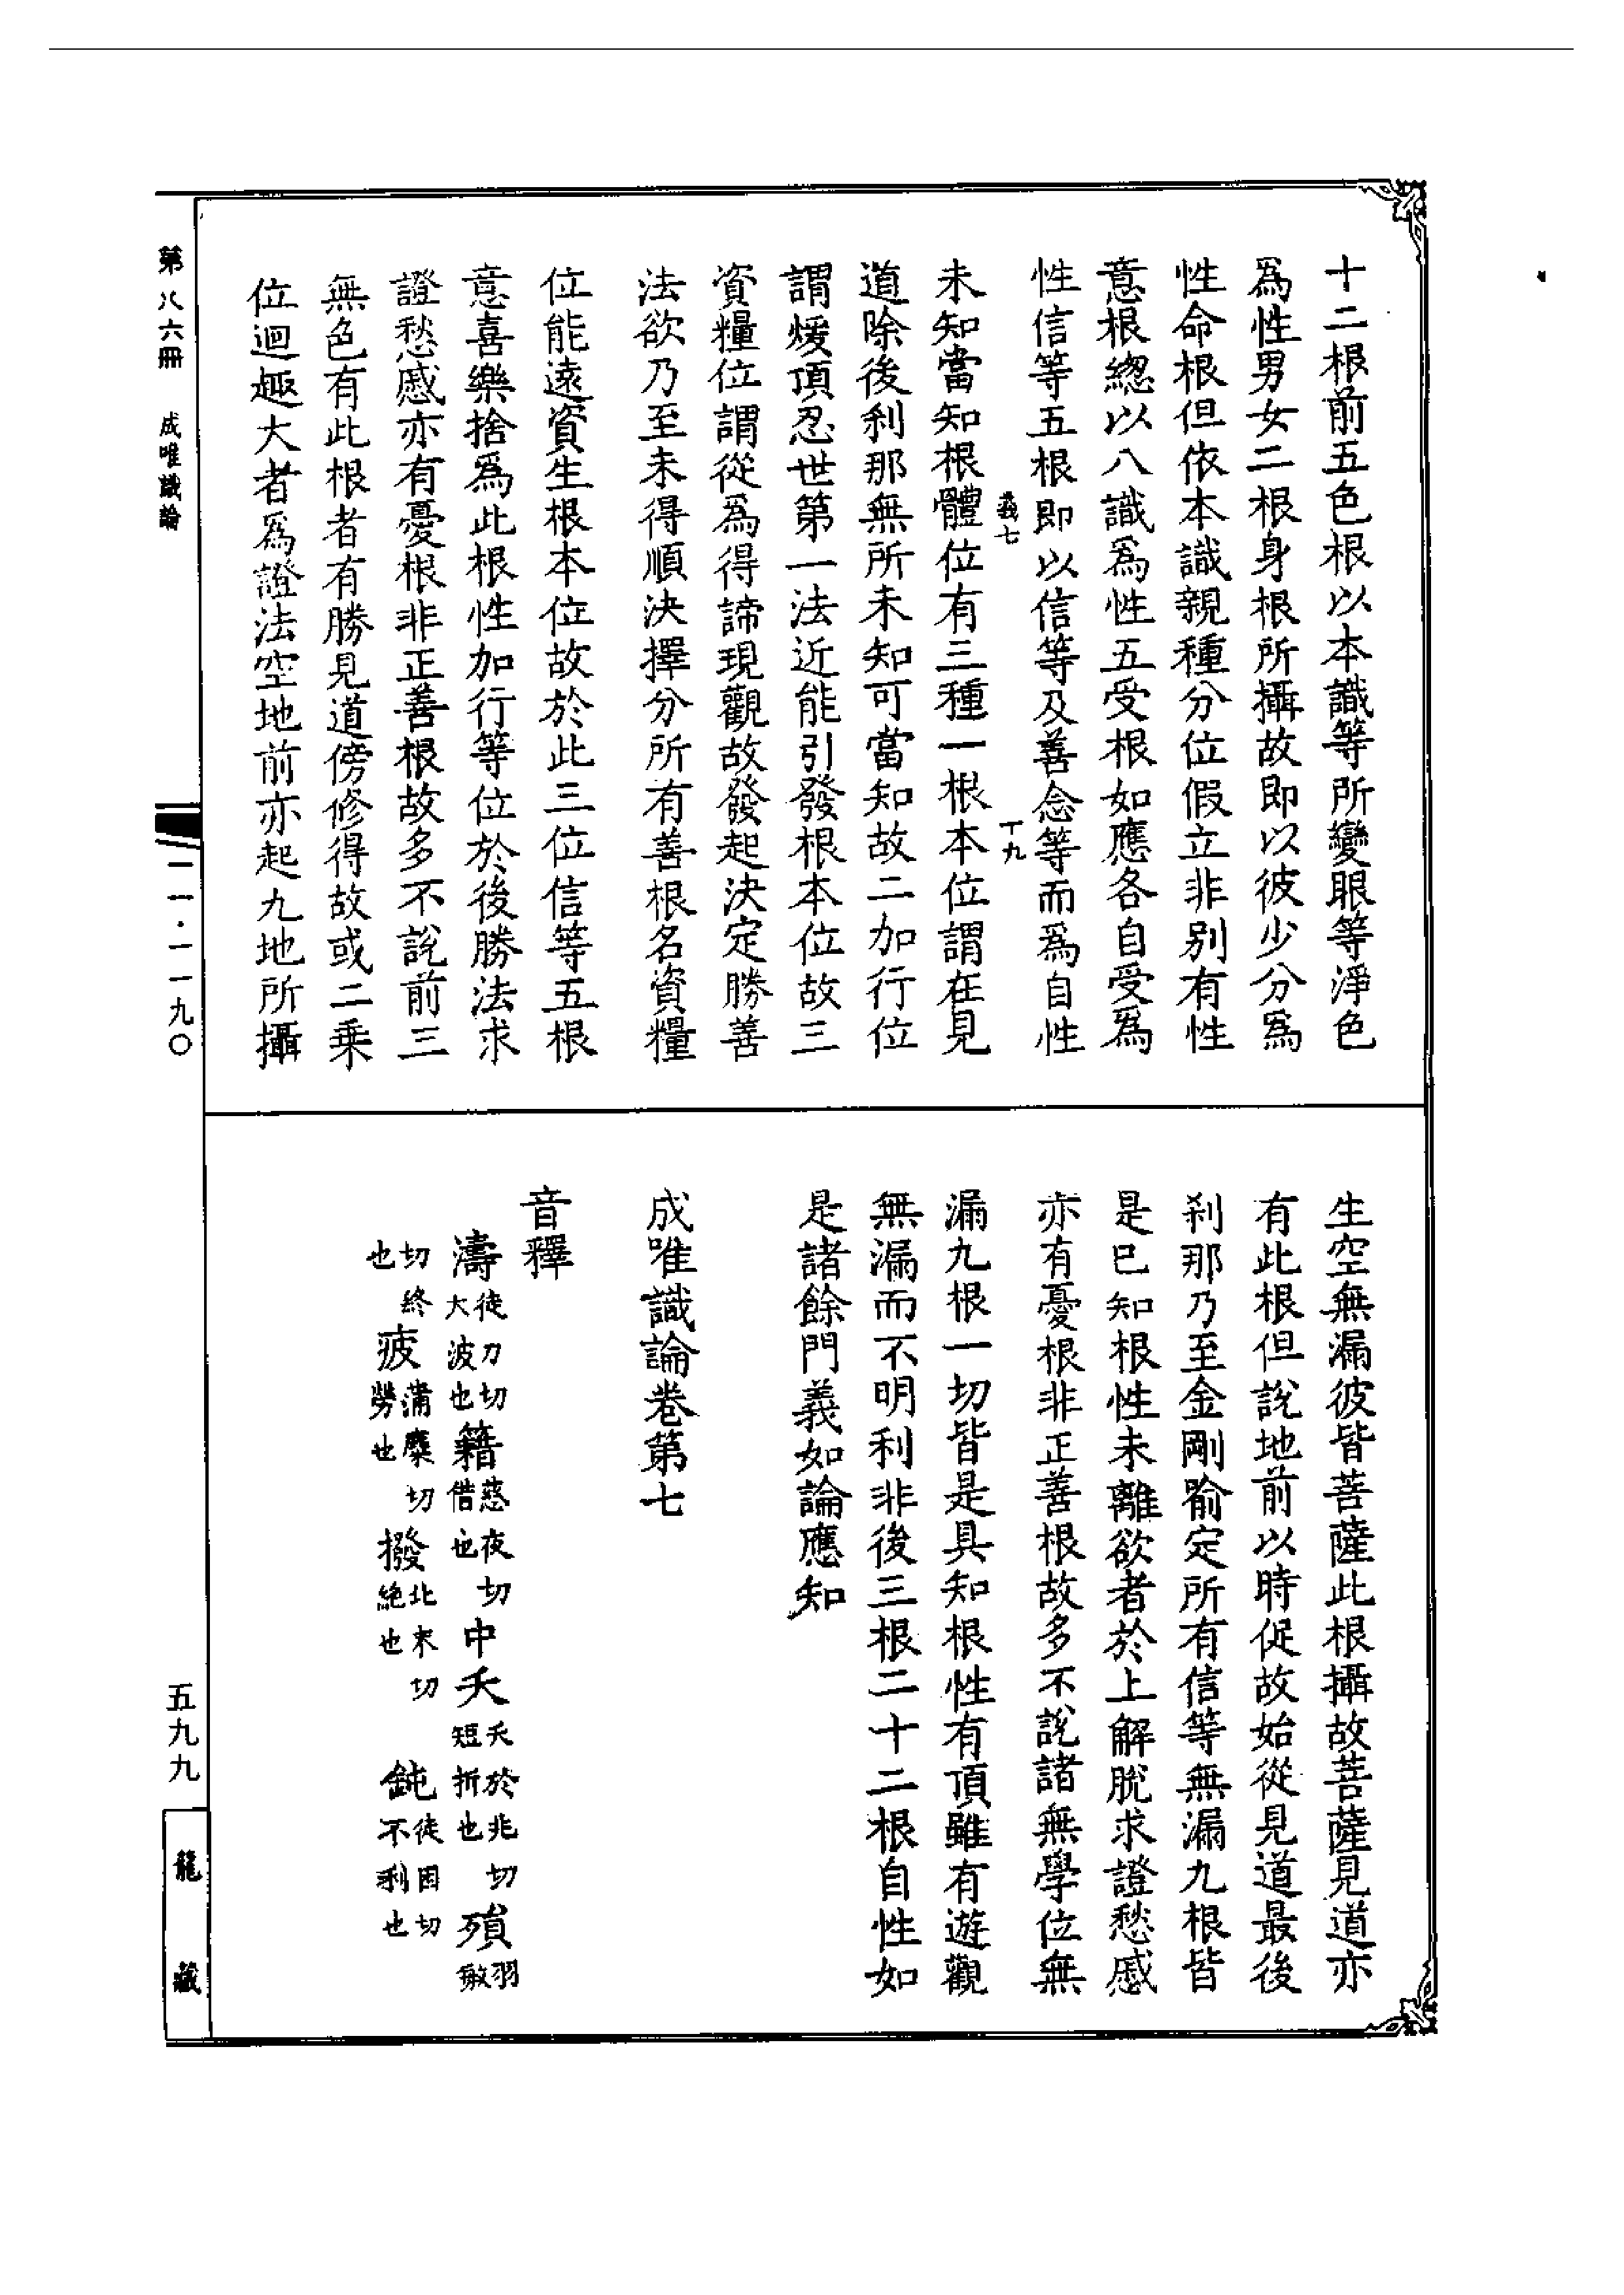 十二根前五色根以本識等所變眼等淨色
爲性男女二根身根所攝故即以彼少分爲
性命根但依本識親種分位假立非別有性
意根緫以八識爲性五受根如應各自受爲
性信等五根即以信等及善念等而爲自性
義七
十九
未知當知根體位有三種一根本位謂在見
道除後刹那無所未知可當知故二加行位
謂煖頂忍世第一法近能引發根本位故三
資糧位謂從爲得諦現觀故發起決定勝善
法欲乃至未得順決擇分所有善根名資糧
位能遠資生根本位故於此三位信等五根
意喜樂捨爲此根性加行等位於後勝法求
證愁慼亦有憂根非正善根故多不說前三
無色有此根者有勝見道傍修得故或二乗
位迴趣大者爲證法空地前亦起九地所攝
生空無漏彼皆菩薩此根攝故菩薩見道亦
有此根但說地前以時促故始從見道最後
刹那乃至金剛喻定所有信等無漏九根皆
是已知根性未離欲者於上解脫求證愁慼
亦有憂根非正善根故多不說諸無學位無
漏九根一切皆是具知根性有頂雖有遊觀
無漏而不明利非後三根二十二根自性如
是諸餘門義如論應知
成唯識論卷第七
音釋
濤徒刀切大波也籍慈夜切借也中夭夭於兆切短折也殞羽敏
切終也疲蒲糜切勞也撥北末切絶也鈍徒困切不利也
第八六冊 成唯識論
一一·一一九〇
五九九
龍藏